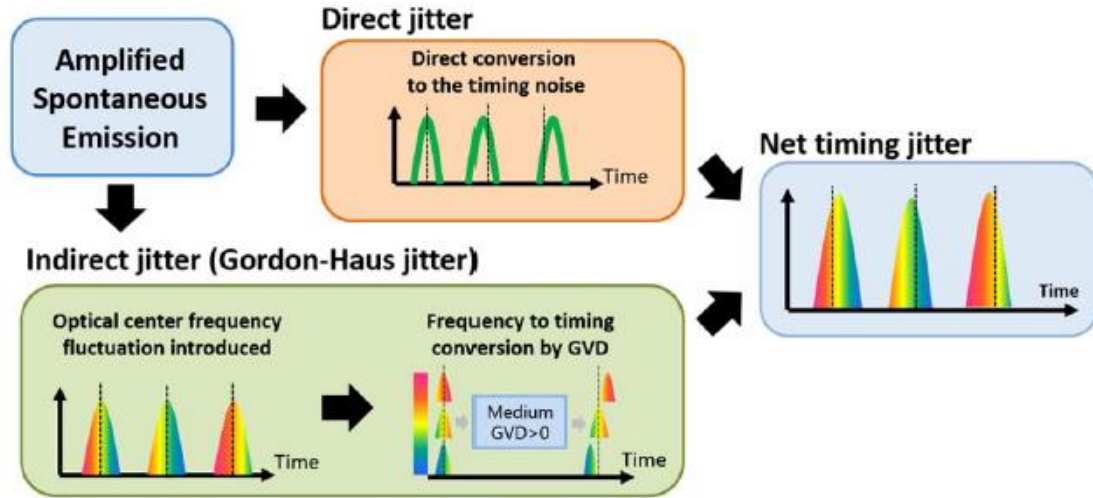 Amplified
Spontaneous
Emission
Direct jitter
Direct conversion
to the timing noise
Time
Net timing jitter
Time
Indirect jitter (Gordon-Haus jitter)
Optical center frequency
fluctuation introduced
Time
Frequency to timing
conversion by GVD
Medium
GVD>0
Time